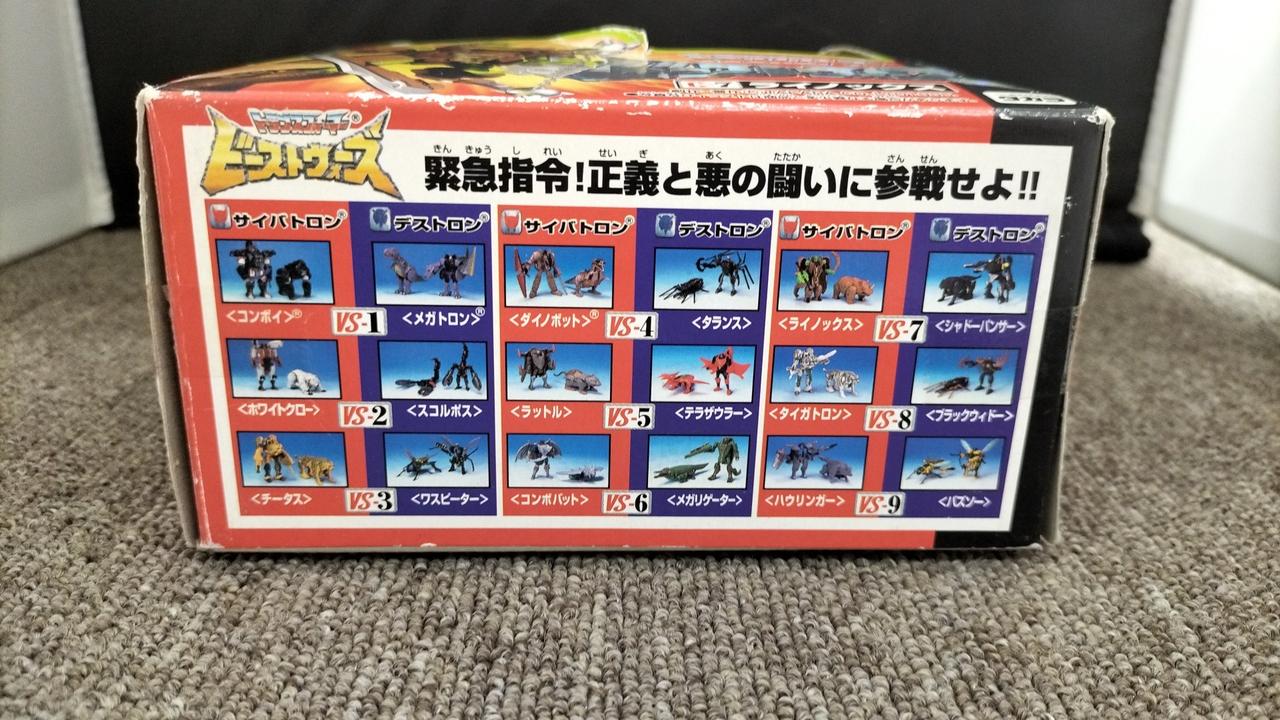 トランスフォーマー®
ビーストウォーズ
緊急指令!正義と悪の闘いに参戦せよ!!
きん きゅう し れい せい ぎ あく たたか さん せん
サイバトロン® デストロン® サイバトロン® デストロン® サイバトロン® デストロン®
<コンボイ>® VS-1 <メガトロン>® <ダイノボット>® VS-4 <タランス> <ライノックス> VS-7 <シャドーパンサー>
<ホワイトクロー> VS-2 <スコルポス> <ラットル> VS-5 <テラザウラー> <タイガトロン> VS-8 <ブラックウィドー>
<チータス> VS-3 <ワスピーター> <コンボバット> VS-6 <メガリゲーター> <ハウリンガー> VS-9 <バズソー>